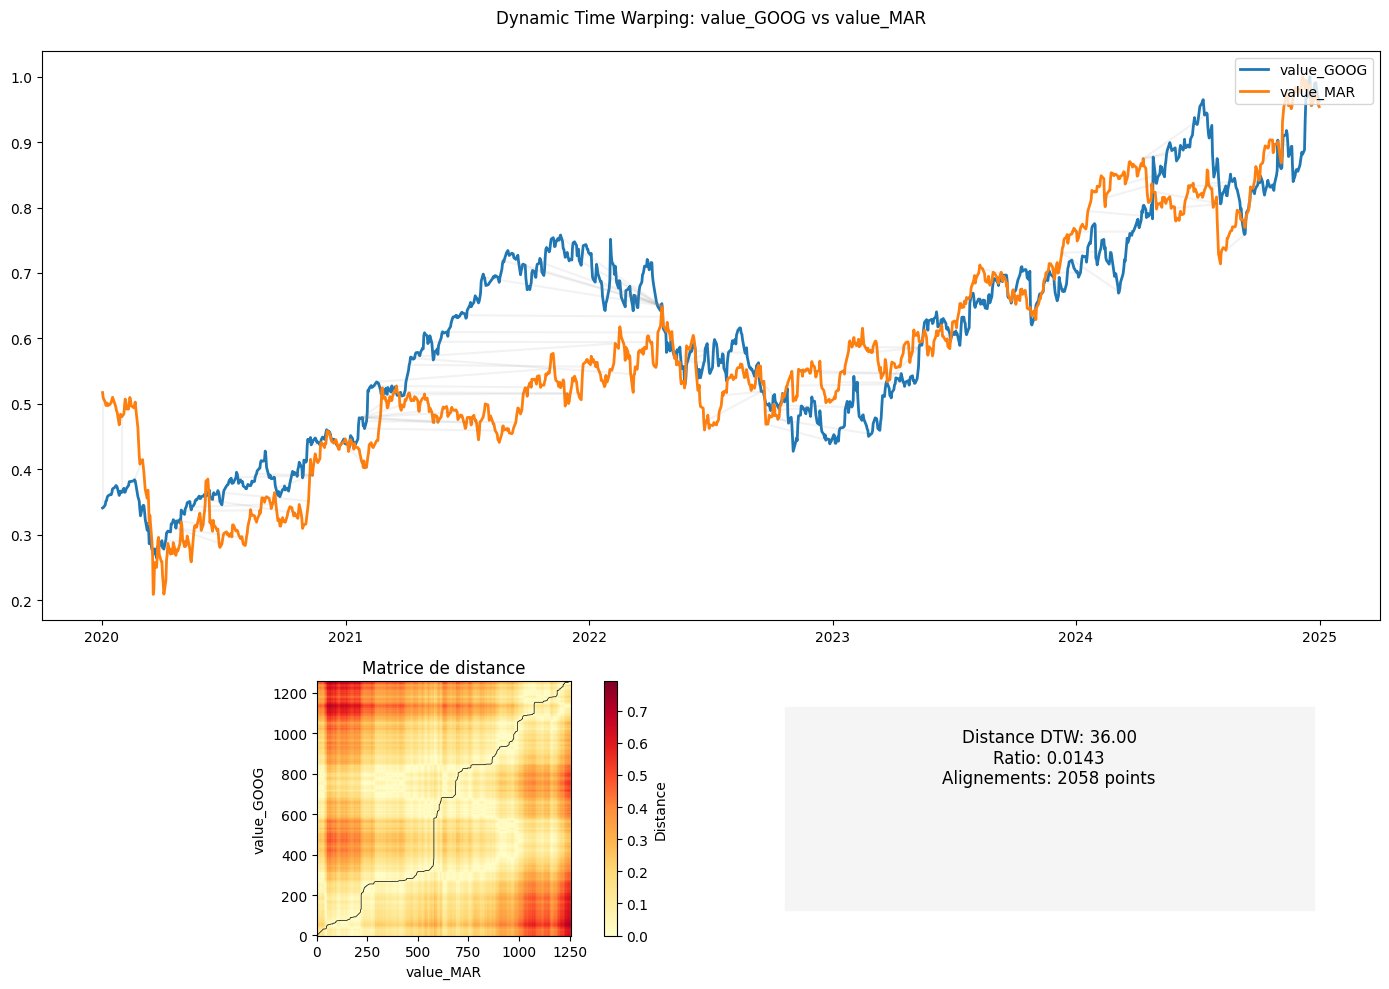 Dynamic Time Warping: value_GOOG vs value_MAR
value_GOOG
value_MAR
1.0
0.9
0.8
0.7
0.6
0.5
0.4
0.3
0.2
2020 2021 2022 2023 2024 2025
Matrice de distance
value_GOOG
1200
1000
800
600
400
200
0
0 250 500 750 1000 1250
value_MAR
0.7
0.6
0.5
0.4
0.3
0.2
0.1
0.0
Distance
Distance DTW: 36.00
Ratio: 0.0143
Alignements: 2058 points